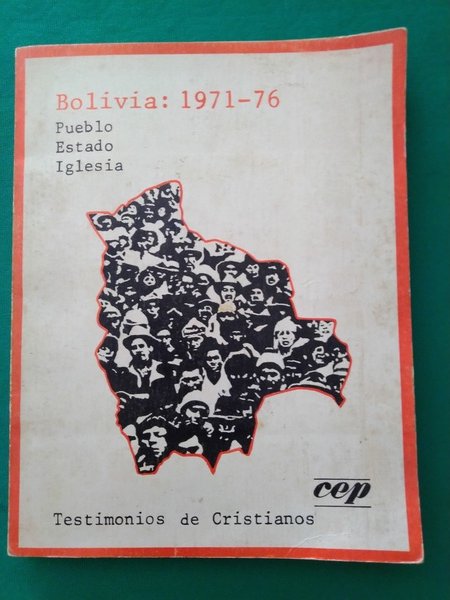 Bolivia: 1971-76
Pueblo
Estado
Iglesia
cep
Testimonios de Cristianos